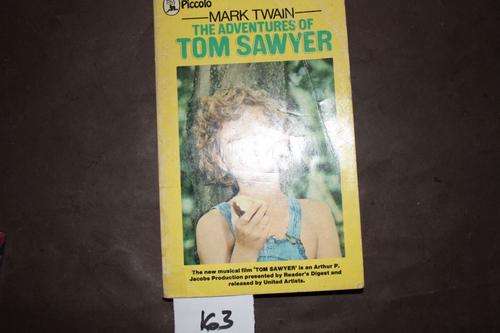 Piccolo
MARK TWAIN
THE ADVENTURES OF
TOM SAWYER
The new musical film 'TOM SAWYER' is an Arthur P.
Jacobs Production presented by Reader's Digest and
released by United Artists.
163